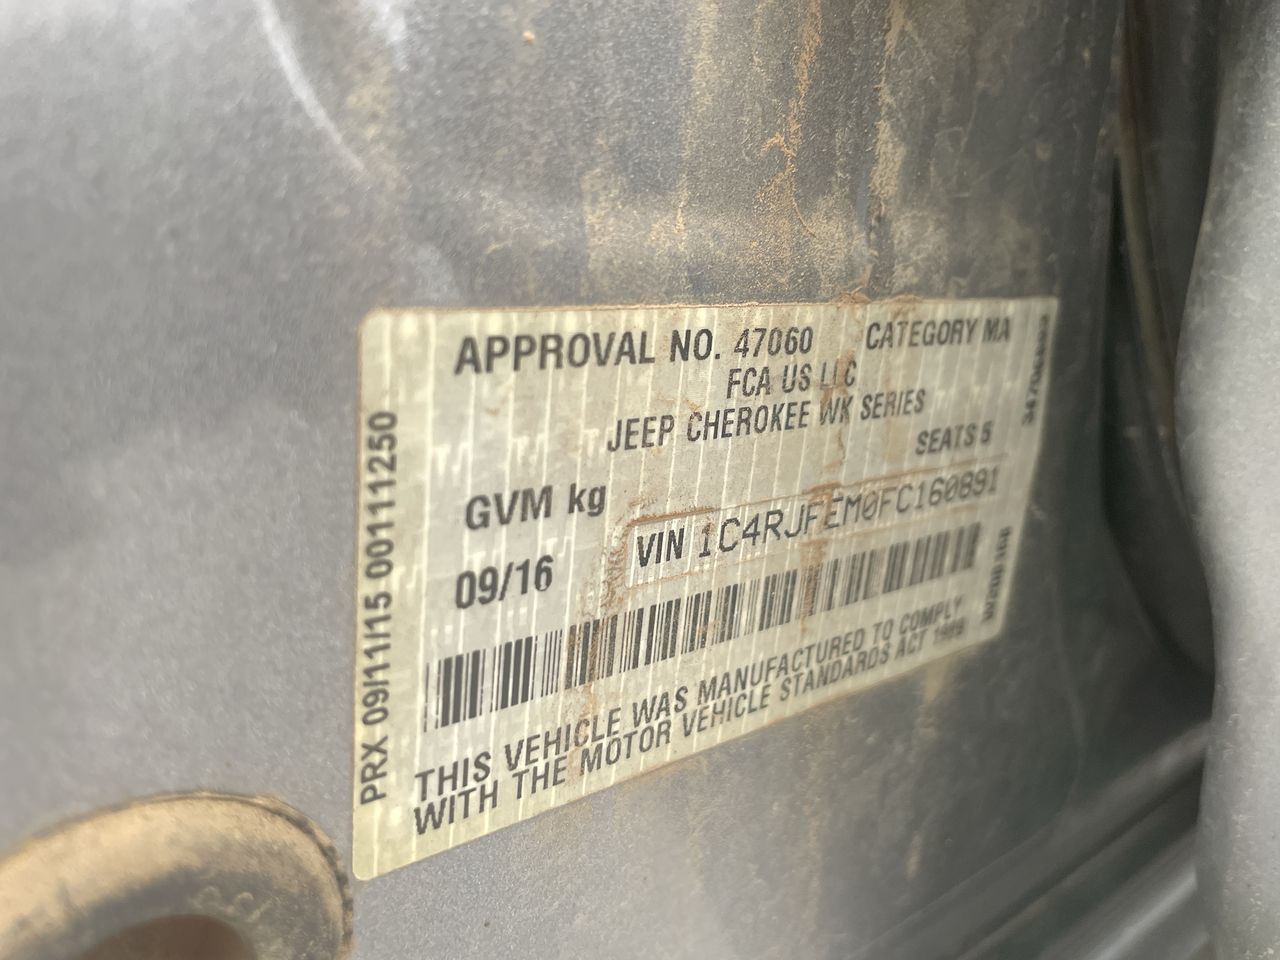 APPROVAL NO. 47060 CATEGORY MA
FCA US LLC
JEEP CHEROKEE WK SERIES
SEATS 5
GVM kg
VIN 1C4RJFEM0FC160891
09/16
THIS VEHICLE WAS MANUFACTURED TO COMPLY
WITH THE MOTOR VEHICLE STANDARDS ACT 1989
PRX 09/11/15 00111250